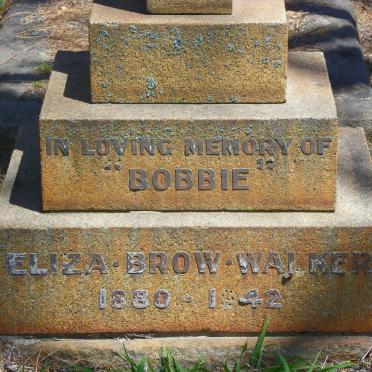 IN LOVING MEMORY OF
"BOBBIE"
ELIZA · BROW · WALKER
1880 · 1942